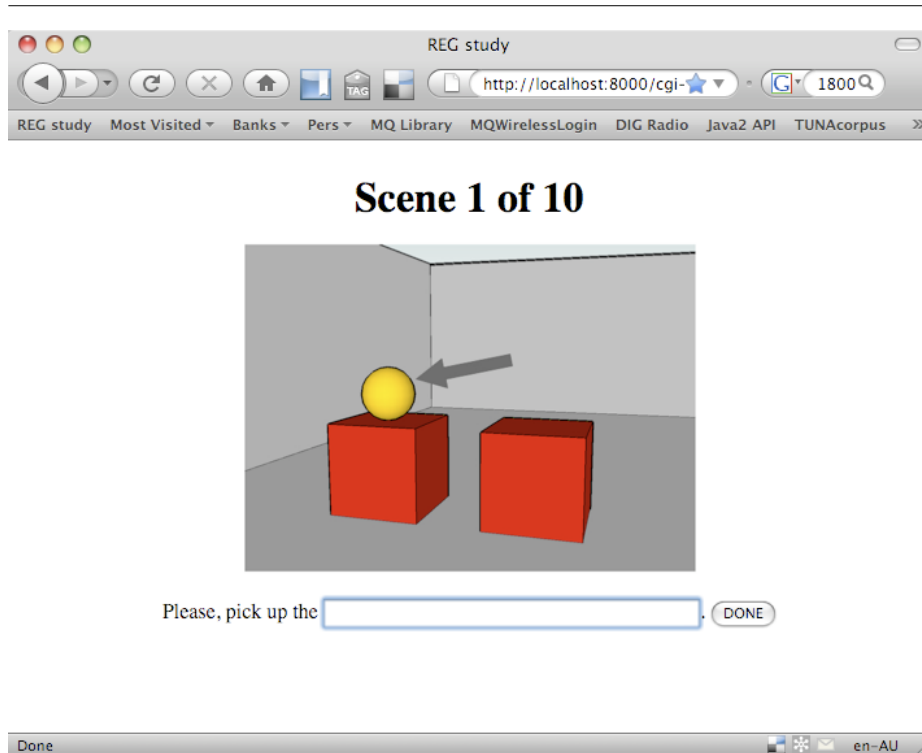 REG study
TAG http://localhost:8000/cgi- G 1800
REG study Most Visited Banks Pers MQ Library MQWirelessLogin DIG Radio Java2 API TUNAcorpus »
Scene 1 of 10
Please, pick up the . DONE
Done en-AU